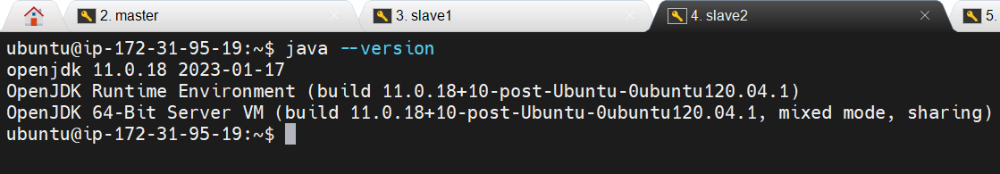 2. master
3. slave1
4. slave2
5.
ubuntu@ip-172-31-95-19:~$ java --version
openjdk 11.0.18 2023-01-17
OpenJDK Runtime Environment (build 11.0.18+10-post-Ubuntu-0ubuntu120.04.1)
OpenJDK 64-Bit Server VM (build 11.0.18+10-post-Ubuntu-0ubuntu120.04.1, mixed mode, sharing)
ubuntu@ip-172-31-95-19:~$